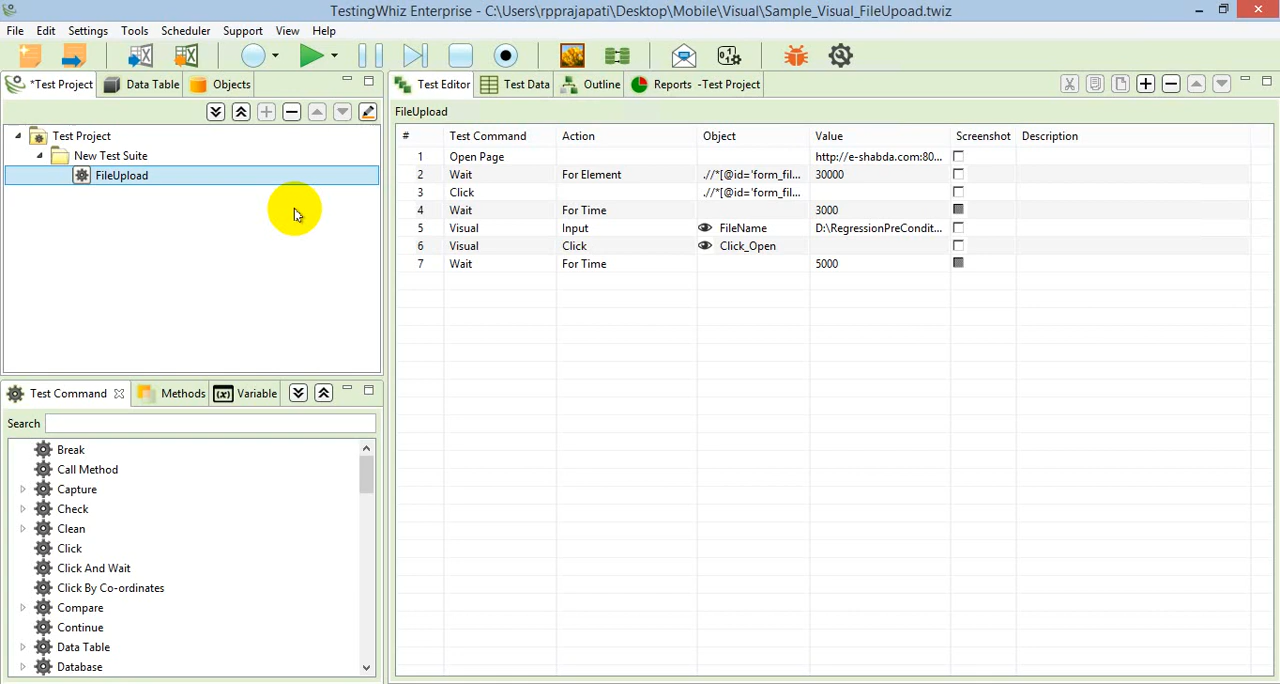 TestingWhiz Enterprise - C:\Users\rpprajapati\Desktop\Mobile\Visual\Sample_Visual_FileUpoad.twiz
File Edit Settings Tools Scheduler Support View Help
*Test Project Data Table Objects
Test Editor Test Data Outline Reports -Test Project
FileUpload
Test Project
New Test Suite
FileUpload
# Test Command Action Object Value Screenshot Description
1 Open Page http://e-shabda.com:80...
2 Wait For Element .//*[@id='form_fil... 30000
3 Click .//*[@id='form_fil...
4 Wait For Time 3000
5 Visual Input FileName D:\RegressionPreCondit...
6 Visual Click Click_Open
7 Wait For Time 5000
Test Command Methods (x) Variable
Search
Break
Call Method
Capture
Check
Clean
Click
Click And Wait
Click By Co-ordinates
Compare
Continue
Data Table
Database